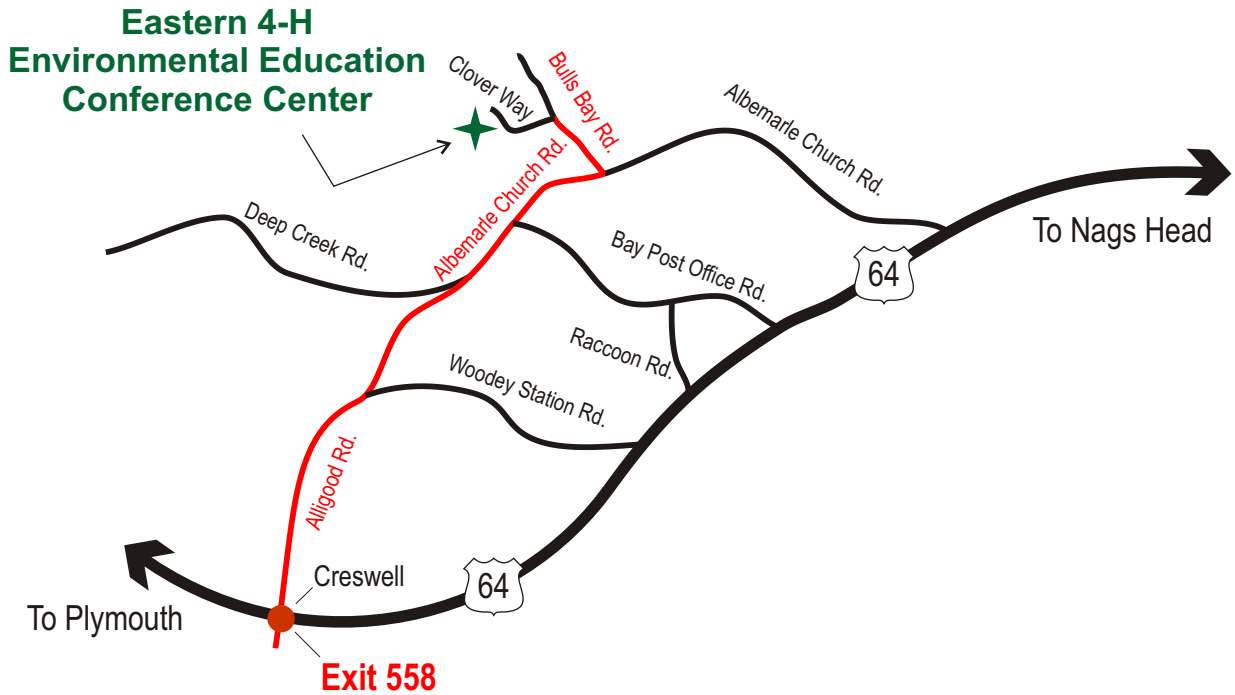 Eastern 4-H
Environmental Education
Conference Center
Clover Way
Bulls Bay Rd.
Albemarle Church Rd.
Albemarle Church Rd.
Deep Creek Rd.
Bay Post Office Rd.
To Nags Head
64
Raccoon Rd.
Woodey Station Rd.
Alligood Rd.
Creswell
64
To Plymouth
Exit 558